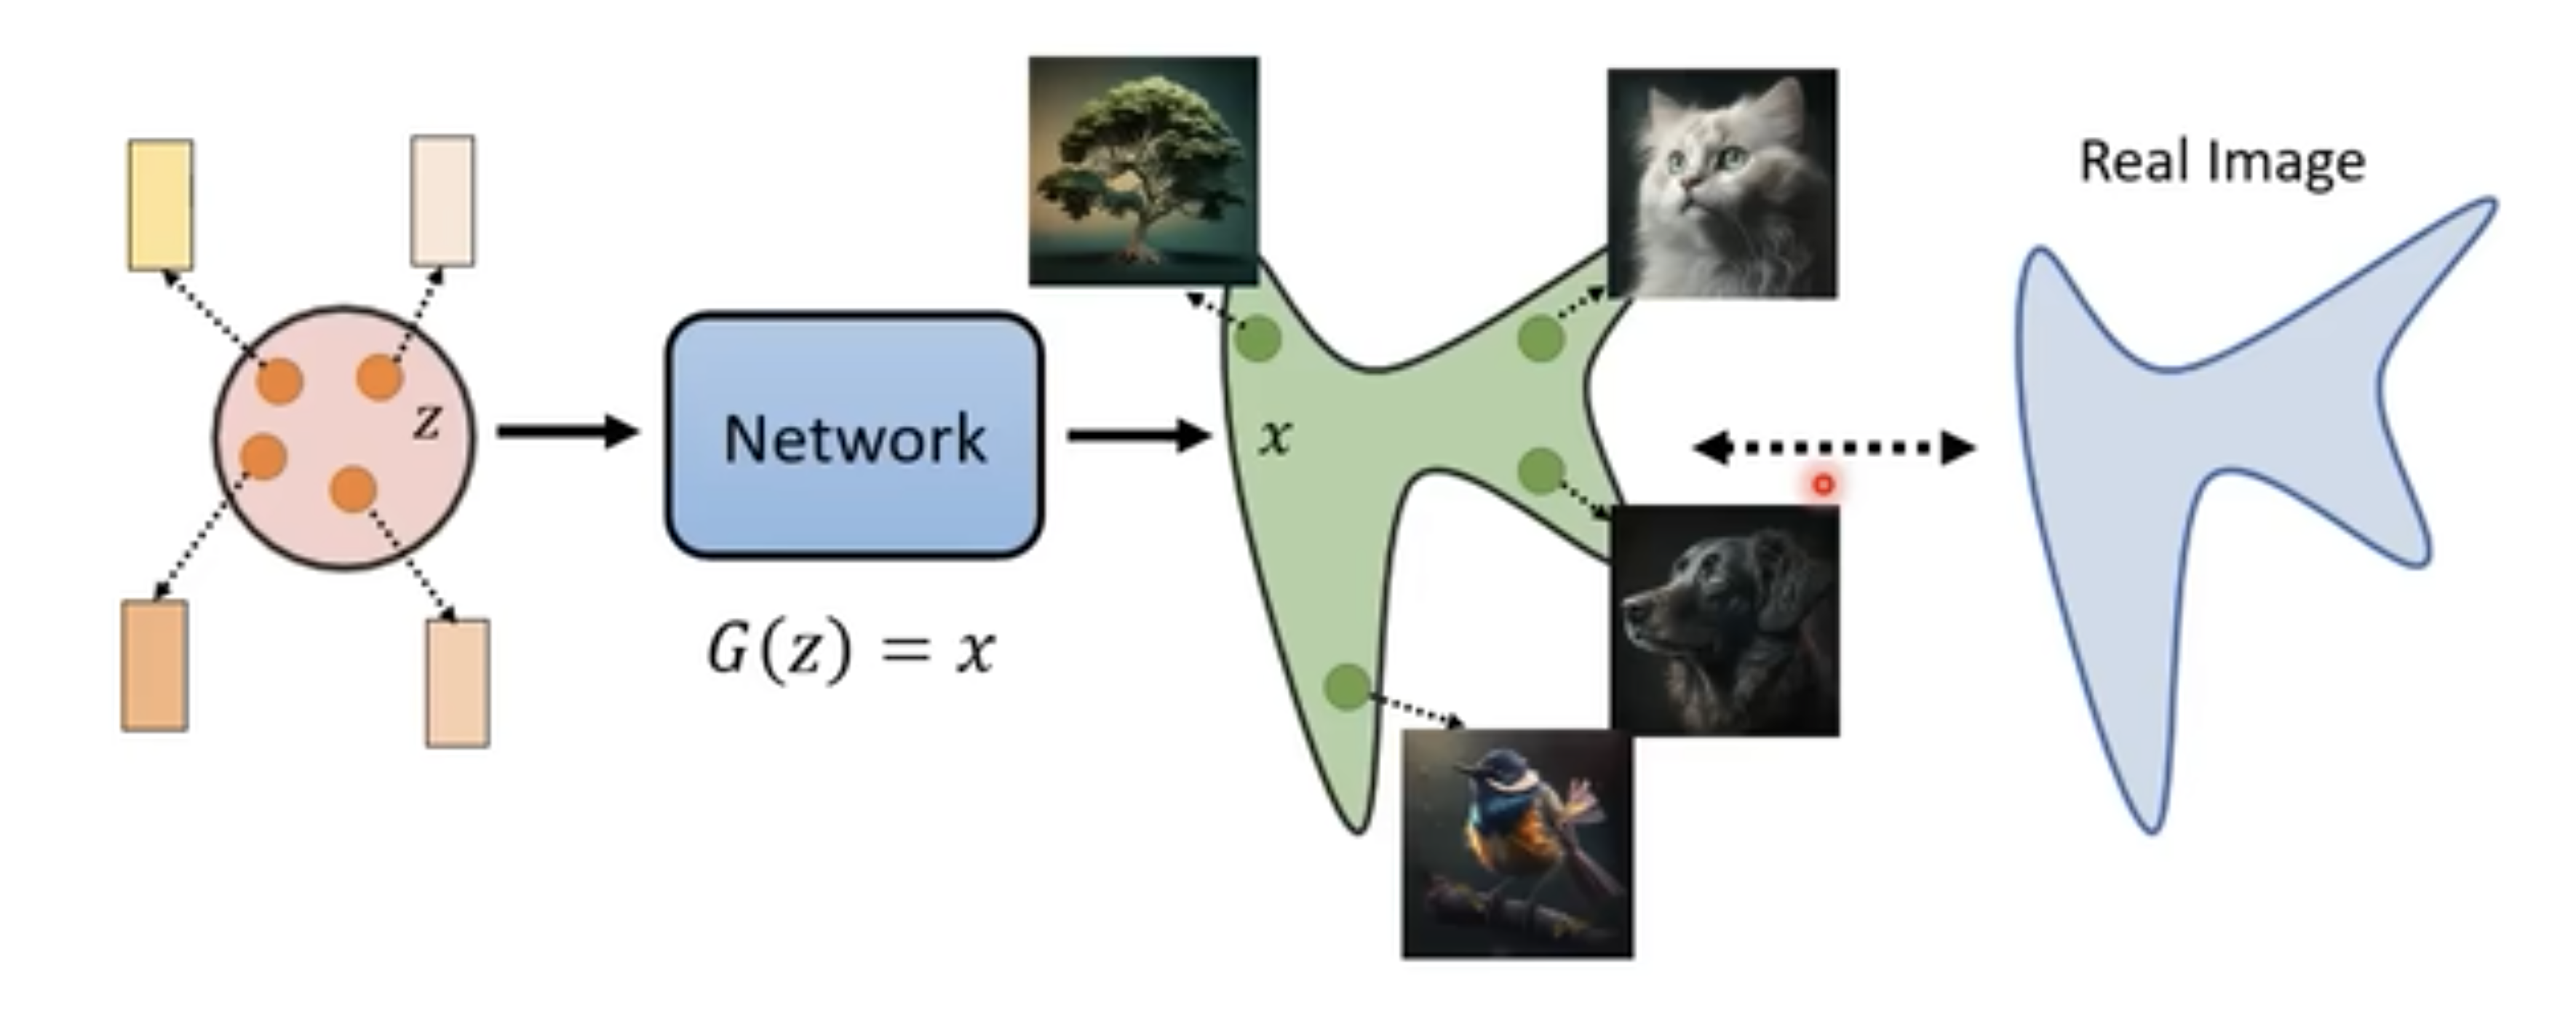 Real Image
z
Network
x
G(z) = x